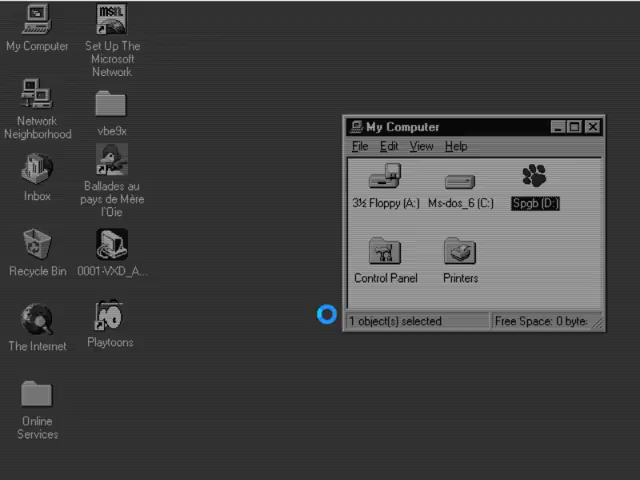 My Computer
msn.
Set Up The
Microsoft
Network
Network
Neighborhood
vbe9x
Inbox
Ballades au
pays de Mère
l'Oie
Recycle Bin
0001-VXD_A...
The Internet
Playtoons
Online
Services
My Computer
File Edit View Help
3½ Floppy (A:)
Ms-dos_6 (C:)
Spgb (D:)
Control Panel
Printers
1 object(s) selected
Free Space: 0 byte: